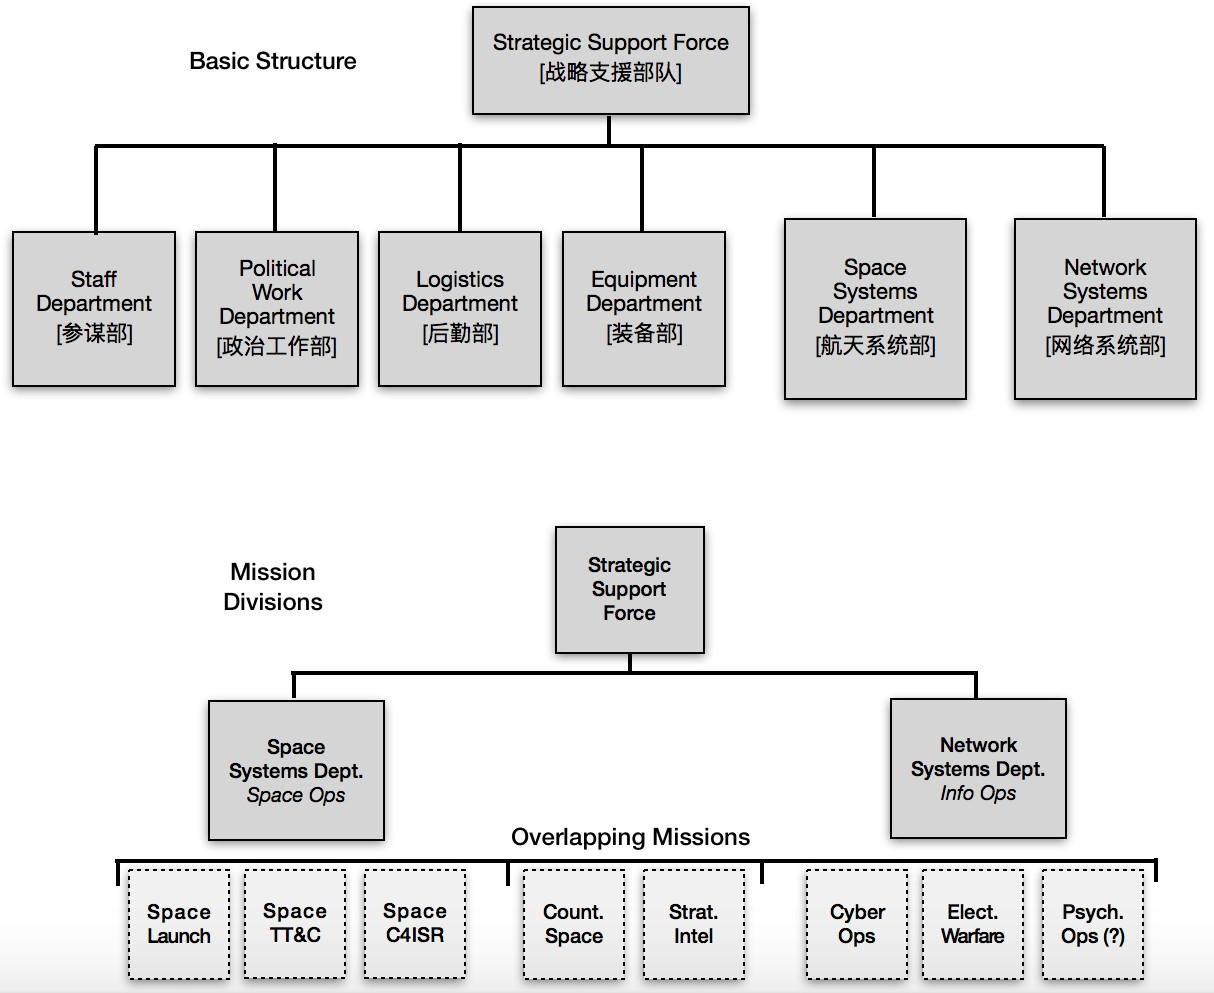 Basic Structure
Strategic Support Force
[战略支援部队]
Staff
Department
[参谋部]
Political
Work
Department
[政治工作部]
Logistics
Department
[后勤部]
Equipment
Department
[装备部]
Space
Systems
Department
[航天系统部]
Network
Systems
Department
[网络系统部]
Mission
Divisions
Strategic
Support
Force
Space
Systems Dept.
Space Ops
Network
Systems Dept.
Info Ops
Overlapping Missions
Space
Launch
Space
TT&C
Space
C4ISR
Count.
Space
Strat.
Intel
Cyber
Ops
Elect.
Warfare
Psych.
Ops (?)